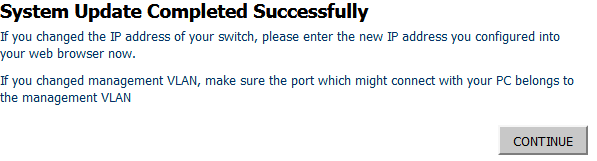 System Update Completed Successfully
If you changed the IP address of your switch, please enter the new IP address you configured into
your web browser now.
If you changed management VLAN, make sure the port which might connect with your PC belongs to
the management VLAN
CONTINUE